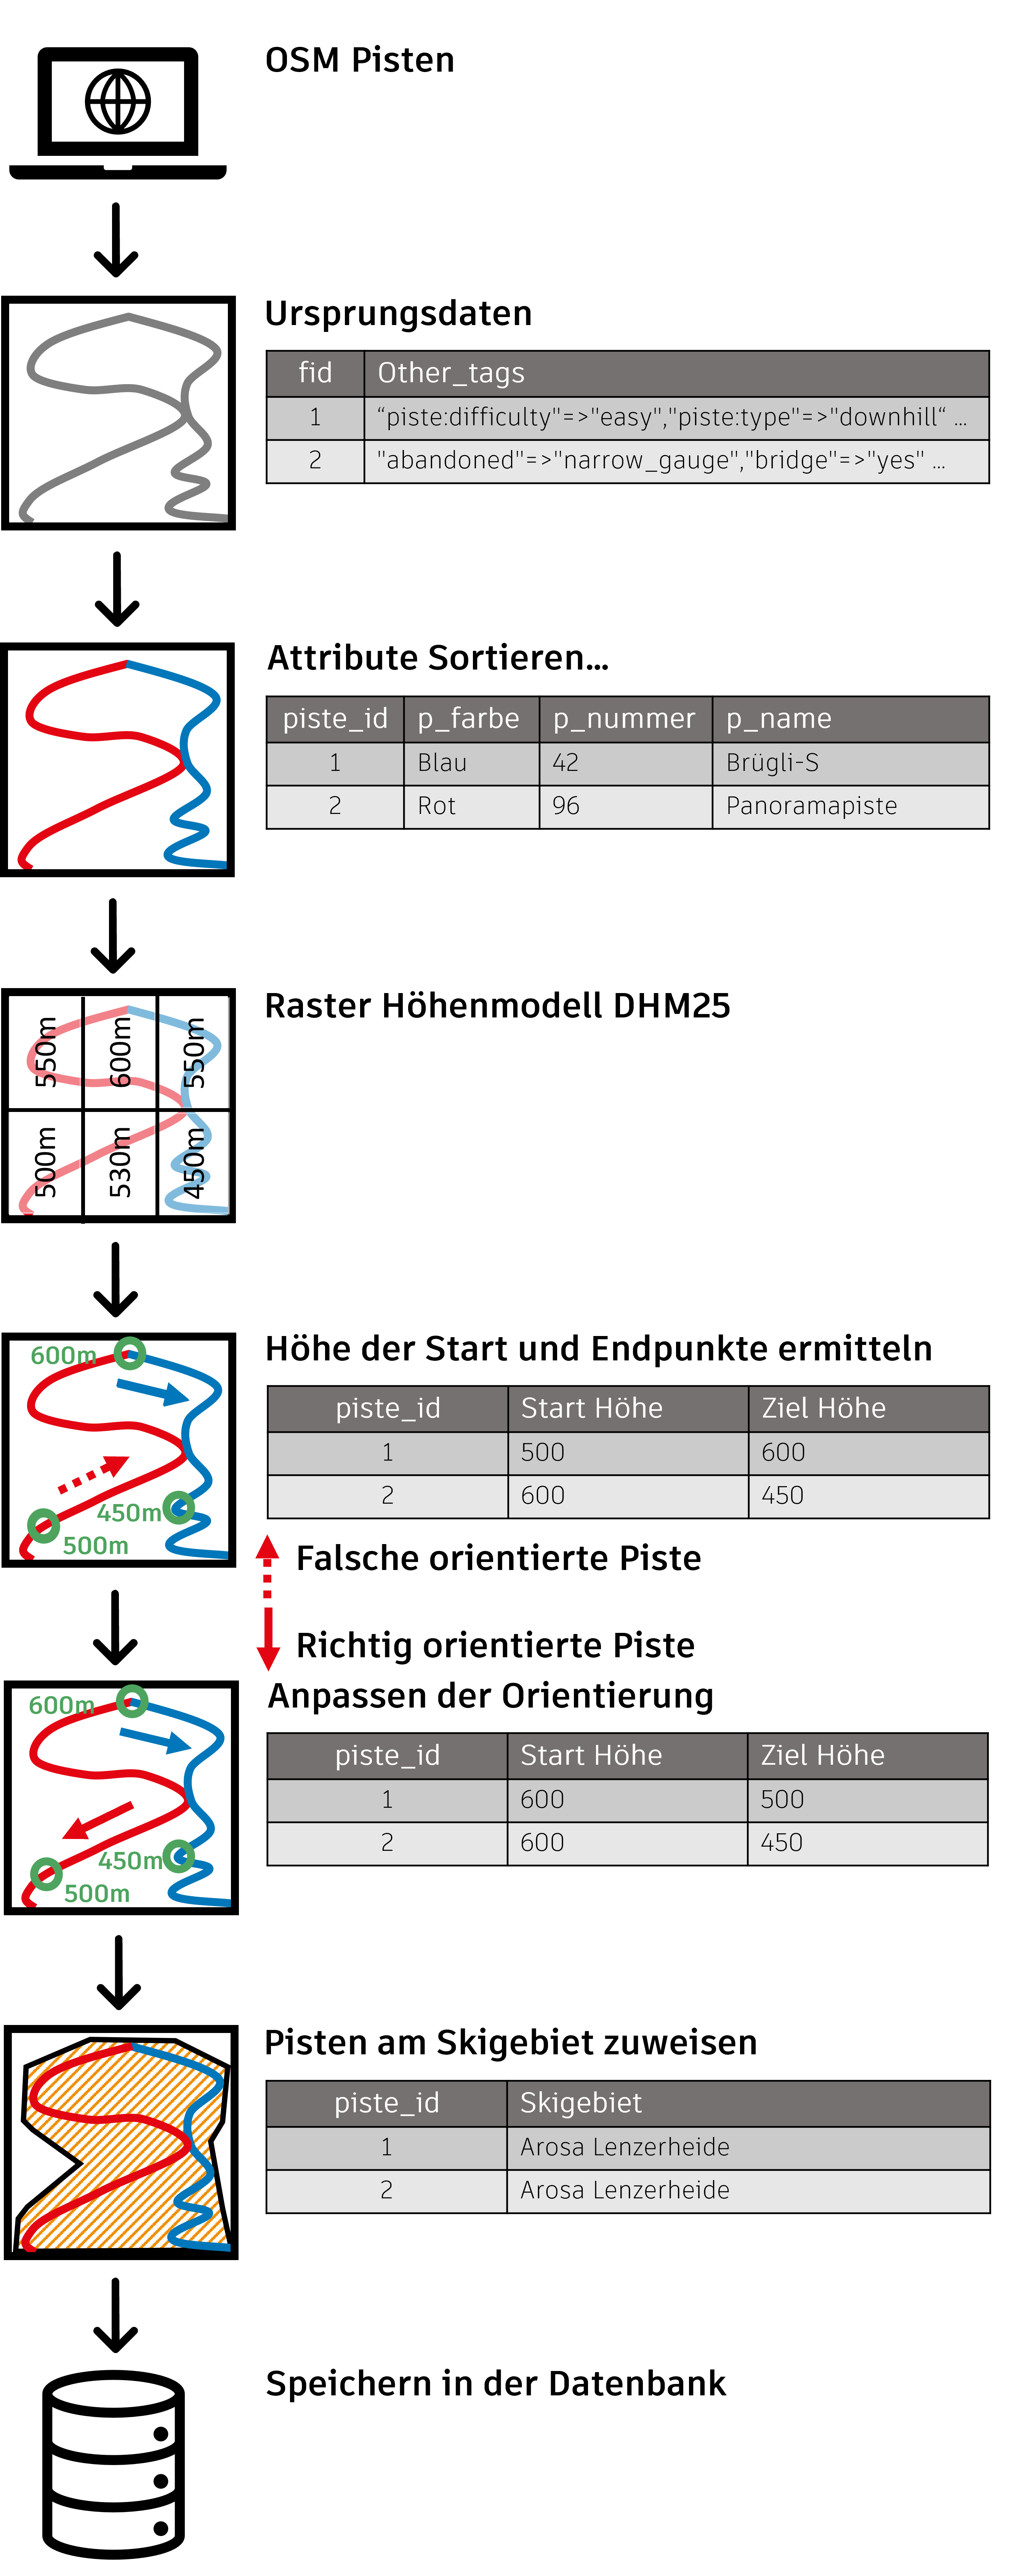 OSM Pisten
Ursprungsdaten
fid Other_tags
1 “piste:difficulty"=>"easy","piste:type"=>"downhill“ ...
2 "abandoned"=>"narrow_gauge","bridge"=>"yes" ...
Attribute Sortieren...
piste_id p_farbe p_nummer p_name
1 Blau 42 Brügli-S
2 Rot 96 Panoramapiste
Raster Höhenmodell DHM25
550m 600m 550m
500m 530m 450m
Höhe der Start und Endpunkte ermitteln
600m
450m
500m
piste_id Start Höhe Ziel Höhe
1 500 600
2 600 450
Falsche orientierte Piste
Richtig orientierte Piste
Anpassen der Orientierung
600m
450m
500m
piste_id Start Höhe Ziel Höhe
1 600 500
2 600 450
Pisten am Skigebiet zuweisen
piste_id Skigebiet
1 Arosa Lenzerheide
2 Arosa Lenzerheide
Speichern in der Datenbank